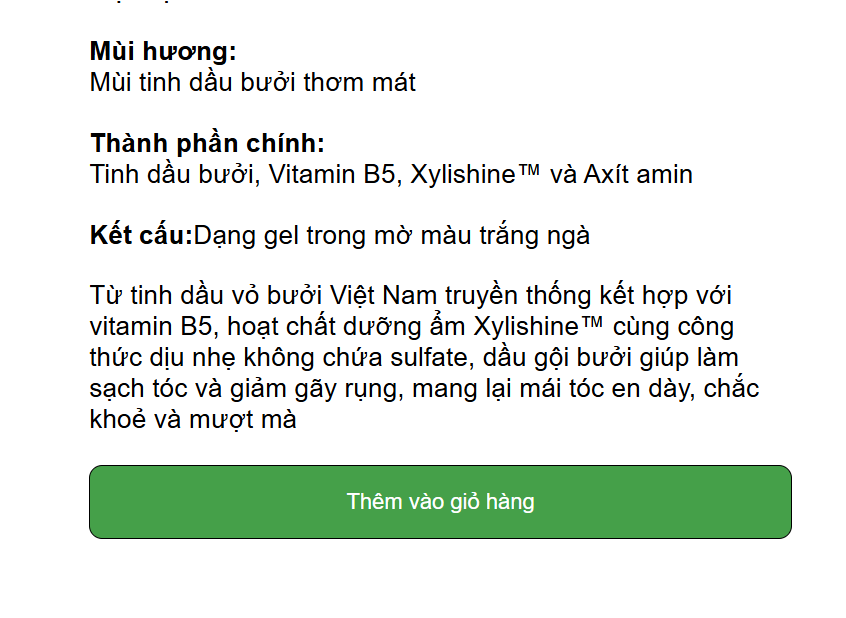 Mùi hương:
Mùi tinh dầu bưởi thơm mát
Thành phần chính:
Tinh dầu bưởi, Vitamin B5, Xylishine™ và Axít amin
Kết cấu:Dạng gel trong mờ màu trắng ngà
Từ tinh dầu vỏ bưởi Việt Nam truyền thống kết hợp với
vitamin B5, hoạt chất dưỡng ẩm Xylishine™ cùng công
thức dịu nhẹ không chứa sulfate, dầu gội bưởi giúp làm
sạch tóc và giảm gãy rụng, mang lại mái tóc en dày, chắc
khoẻ và mượt mà
Thêm vào giỏ hàng